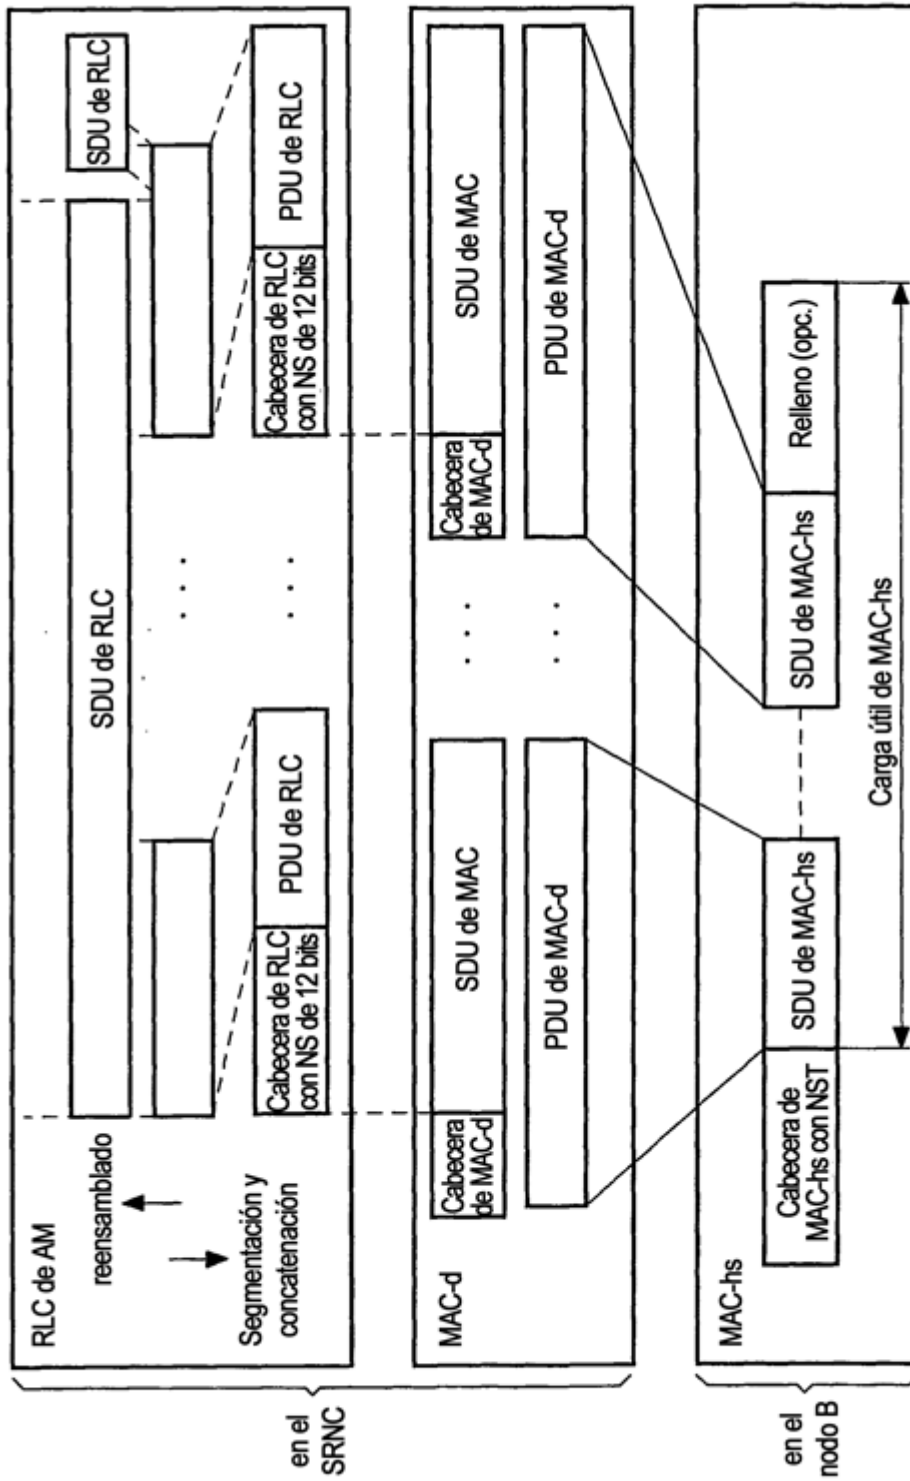 RLC de AM
reensamblado
Segmentación y
concatenación
SDU de RLC
SDU de RLC
Cabecera de RLC
con NS de 12 bits
PDU de RLC
. . .
. . .
Cabecera de RLC
con NS de 12 bits
PDU de RLC
en el
SRNC
MAC-d
Cabecera
de MAC-d
SDU de MAC
. . .
Cabecera
de MAC-d
SDU de MAC
PDU de MAC-d
. . .
PDU de MAC-d
en el
nodo B
MAC-hs
Cabecera de
MAC-hs con NST
SDU de MAC-hs
SDU de MAC-hs
Relleno (opc.)
Carga útil de MAC-hs